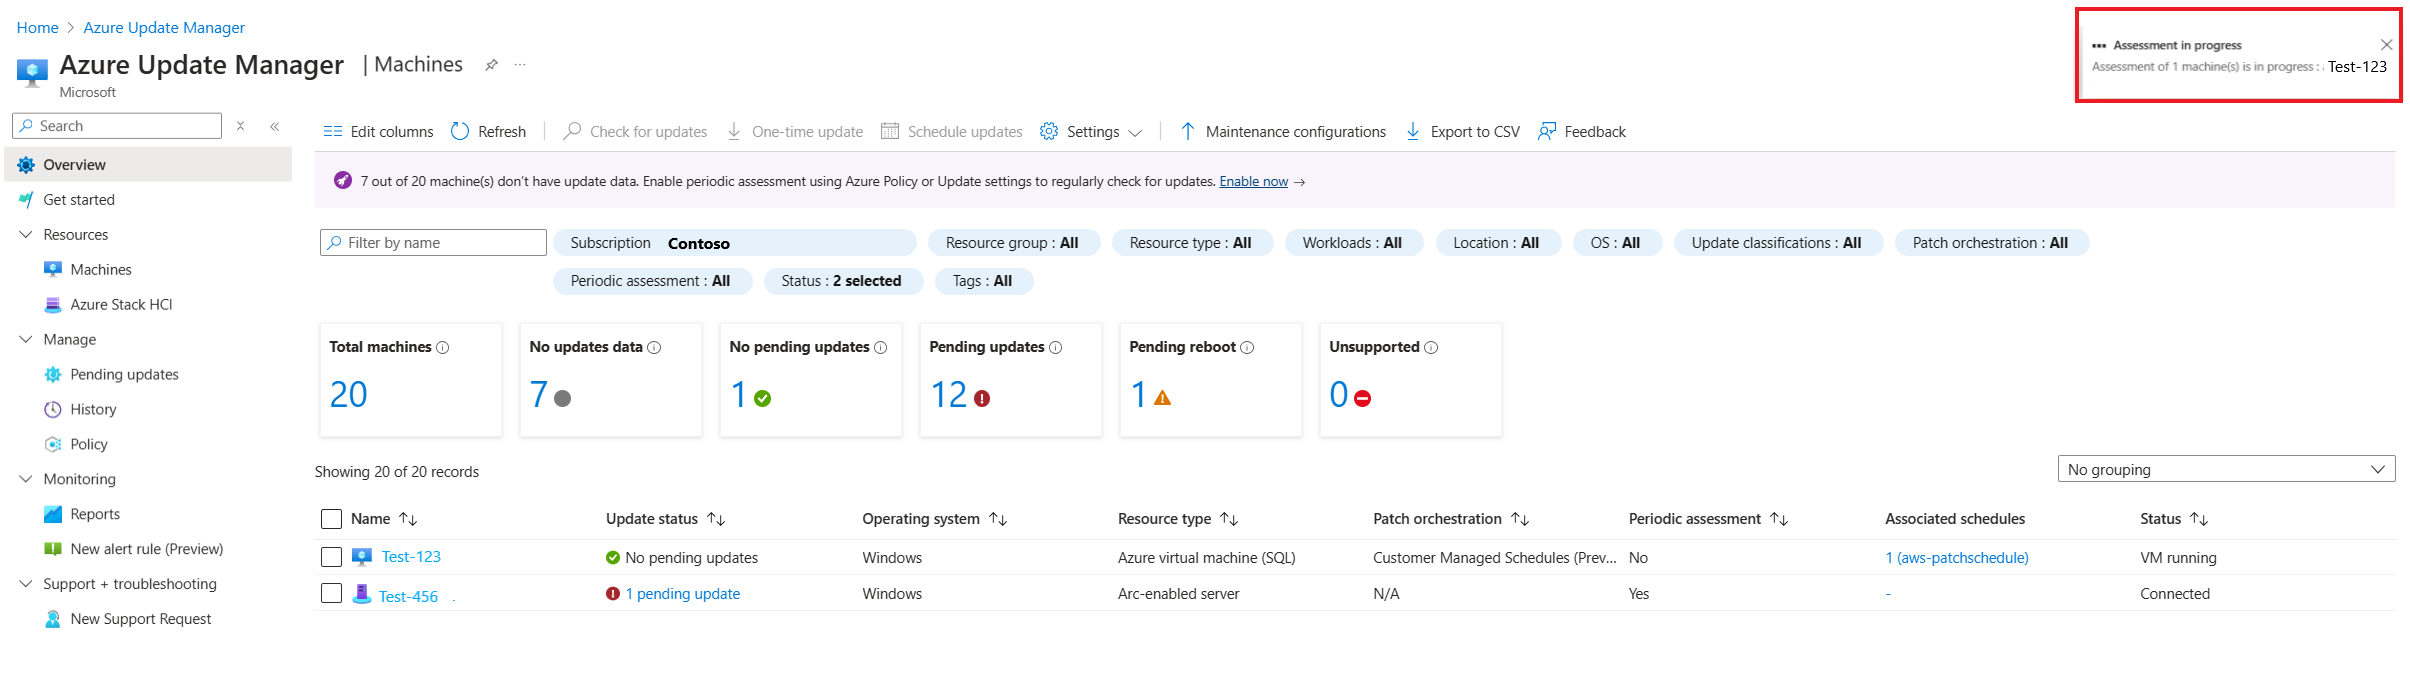 Home > Azure Update Manager
Azure Update Manager | Machines ...
Microsoft
Assessment in progress
Assessment of 1 machine(s) is in progress : Test-123
Search
Edit columns Refresh Check for updates One-time update Schedule updates Settings Maintenance configurations Export to CSV Feedback
7 out of 20 machine(s) don't have update data. Enable periodic assessment using Azure Policy or Update settings to regularly check for updates. Enable now →
Overview
Get started
Resources
Machines
Azure Stack HCI
Manage
Pending updates
History
Policy
Monitoring
Reports
New alert rule (Preview)
Support + troubleshooting
New Support Request
Filter by name
Subscription Contoso
Resource group : All
Resource type : All
Workloads : All
Location : All
OS : All
Update classifications : All
Patch orchestration : All
Periodic assessment : All
Status : 2 selected
Tags : All
Total machines
20
No updates data
7
No pending updates
1
Pending updates
12
Pending reboot
1
Unsupported
0
Showing 20 of 20 records
No grouping
Name Update status Operating system Resource type Patch orchestration Periodic assessment Associated schedules Status
Test-123 No pending updates Windows Azure virtual machine (SQL) Customer Managed Schedules (Prev... No 1 (aws-patchschedule) VM running
Test-456 . 1 pending update Windows Arc-enabled server N/A Yes - Connected